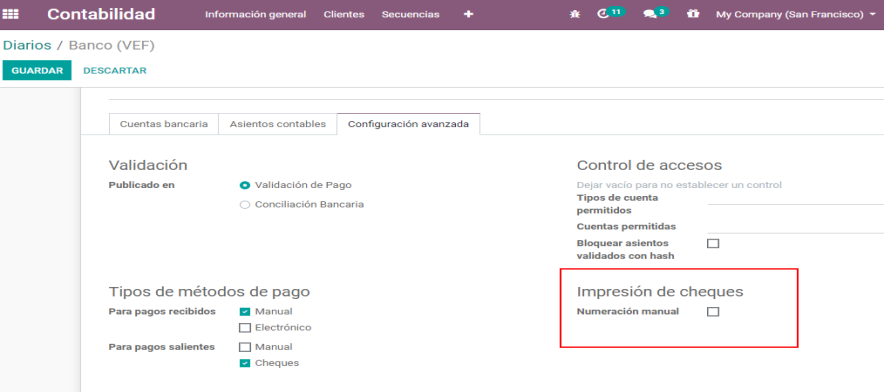 Contabilidad Información general Clientes Secuencias + 11 3 My Company (San Francisco)
Diarios / Banco (VEF)
GUARDAR DESCARTAR
Cuentas bancaria Asientos contables Configuración avanzada
Validación
Publicado en Validación de Pago
Conciliación Bancaria
Control de accesos
Dejar vacío para no establecer un control
Tipos de cuenta
permitidos
Cuentas permitidas
Bloquear asientos
validados con hash
Tipos de métodos de pago
Para pagos recibidos Manual
Electrónico
Para pagos salientes Manual
Cheques
Impresión de cheques
Numeración manual